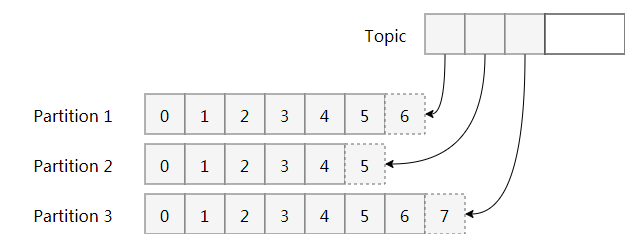 Topic
Partition 1 0 1 2 3 4 5 6
Partition 2 0 1 2 3 4 5
Partition 3 0 1 2 3 4 5 6 7